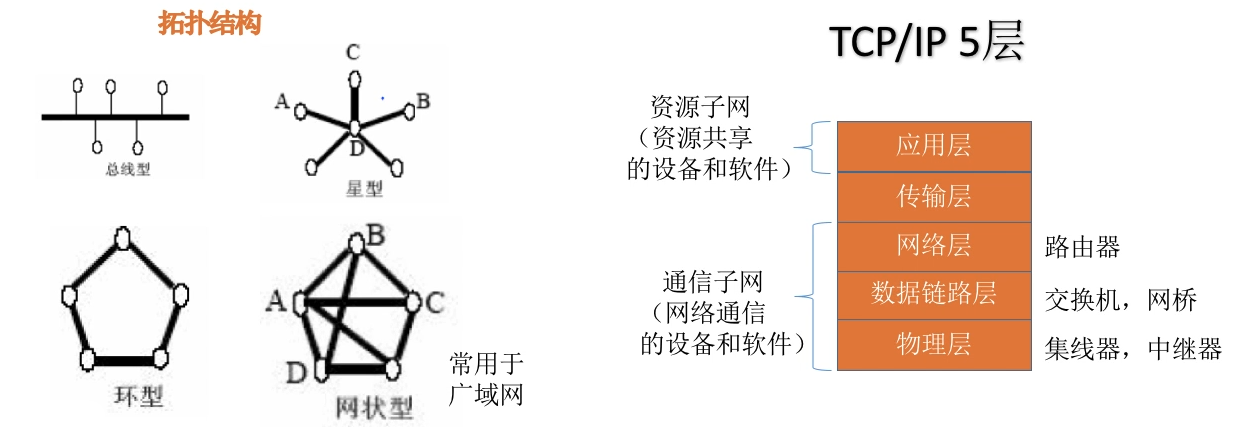 拓扑结构
总线型
C
A
B
D
星型
环型
B
A
C
D
网状型
常用于
广域网
TCP/IP 5层
资源子网
（资源共享
的设备和软件）
通信子网
（网络通信
的设备和软件）
应用层
传输层
网络层
数据链路层
物理层
路由器
交换机，网桥
集线器，中继器